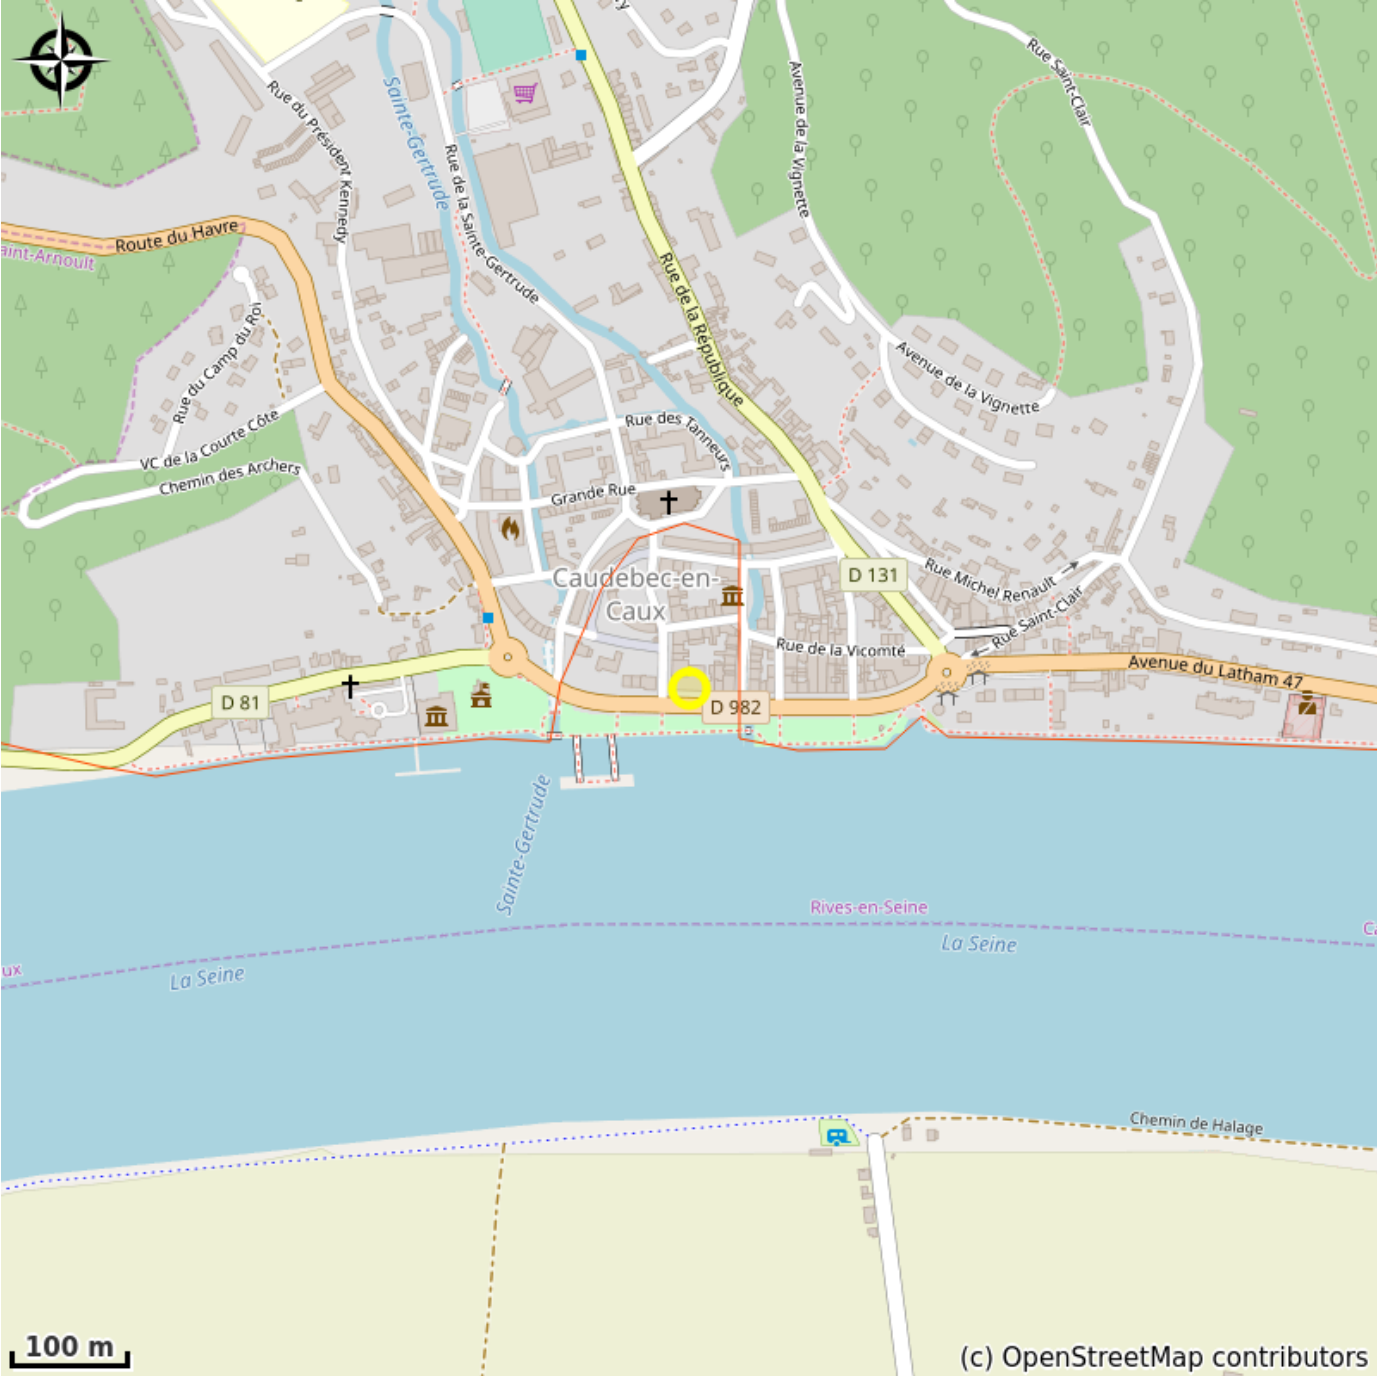 Rue Saint-Clair
Avenue de la Vignette
Rue du Président Kennedy
Sainte-Gertrude
Rue de la Sainte-Gertrude
Route du Havre
aint-Arnoult
Rue de la République
Rue du Camp du Roi
Avenue de la Vignette
VC de la Courte Côte
Chemin des Archers
Rue des Tanneurs
Grande Rue
Caudebec-en-
Caux
D 131
Rue Michel Renault
Rue Saint-Clair
Rue de la Vicomté
Avenue du Latham 47
D 81
D 982
Sainte-Gertrude
Rives-en-Seine
La Seine
La Seine
ux
Chemin de Halage
100 m
(c) OpenStreetMap contributors